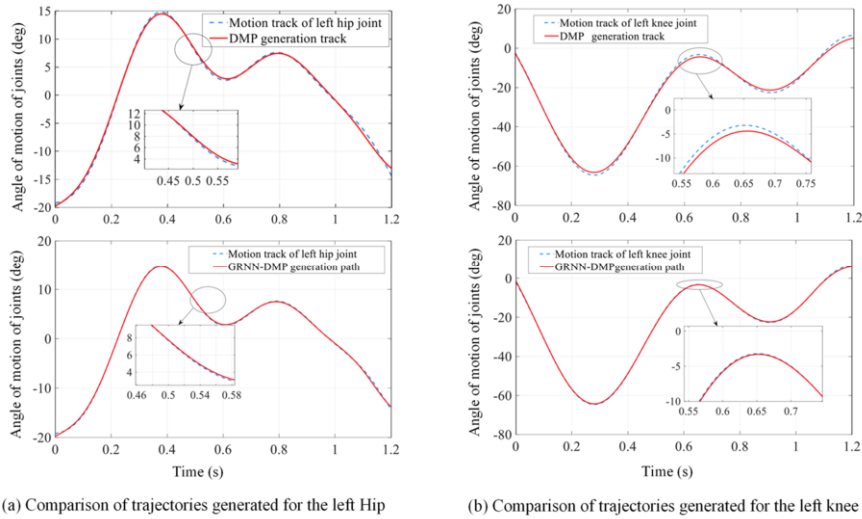 Angle of motion of joints (deg)
15
10
5
0
-5
-10
-15
-20
Motion track of left hip joint
DMP generation track
12
10
8
6
4
0.45 0.5 0.55
0 0.2 0.4 0.6 0.8 1 1.2
Angle of motion of joints (deg)
20
10
0
-10
-20
Motion track of left hip joint
GRNN-DMP generation path
8
6
4
0.46 0.5 0.54 0.58
0 0.2 0.4 0.6 0.8 1 1.2
Time (s)
(a) Comparison of trajectories generated for the left Hip
Angle of motion of joints (deg)
20
0
-20
-40
-60
-80
Motion track of left knee joint
DMP generation track
0
-5
-10
0.55 0.6 0.65 0.7 0.75
0 0.2 0.4 0.6 0.8 1 1.2
Angle of motion of joints (deg)
20
0
-20
-40
-60
-80
Motion track of left knee joint
GRNN-DMPgeneration path
0
-5
-10
0.55 0.6 0.65 0.7
0 0.2 0.4 0.6 0.8 1 1.2
Time (s)
(b) Comparison of trajectories generated for the left knee